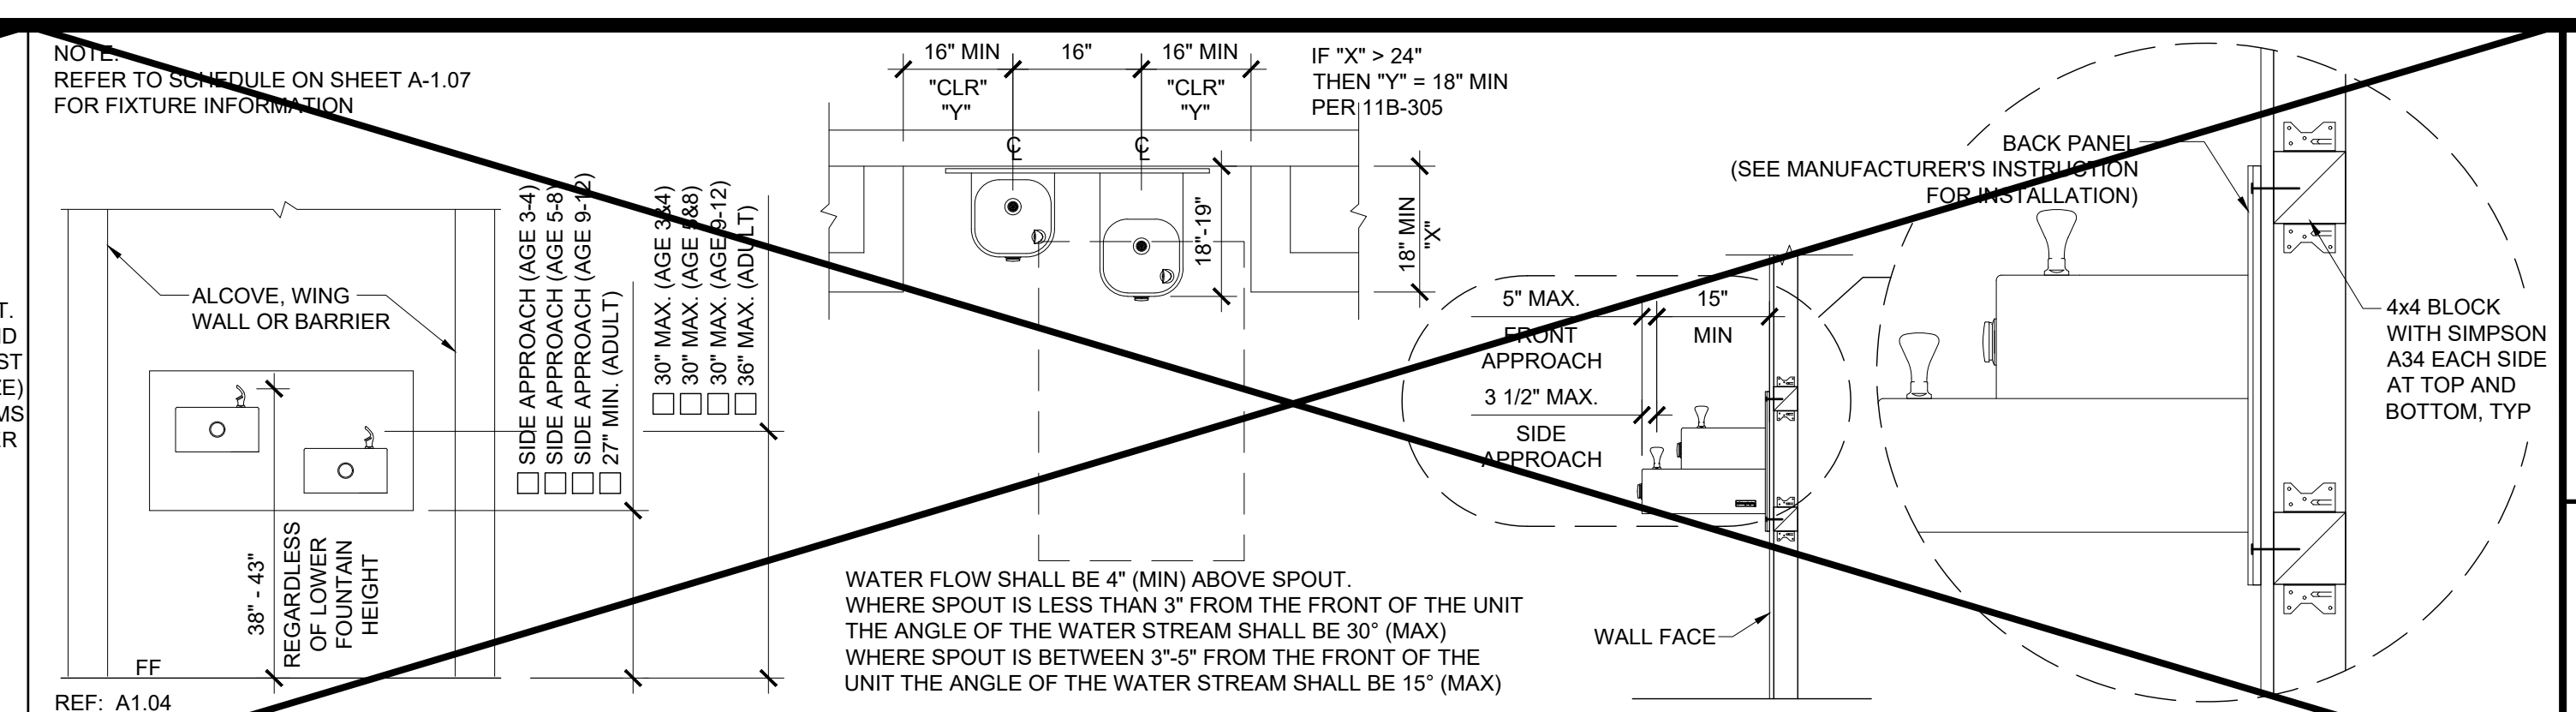 NOTE:
REFER TO SCHEDULE ON SHEET A-1.07
FOR FIXTURE INFORMATION
ALCOVE, WING
WALL OR BARRIER
38" - 43"
REGARDLESS
OF LOWER
FOUNTAIN
HEIGHT
FF
REF: A1.04
SIDE APPROACH (AGE 3-4)
SIDE APPROACH (AGE 5-8)
SIDE APPROACH (AGE 9-12)
27" MIN. (ADULT)
30" MAX. (AGE 3&4)
30" MAX. (AGE 5&8)
30" MAX. (AGE 9-12)
36" MAX. (ADULT)
16" MIN
"CLR"
"Y"
16"
16" MIN
"CLR"
"Y"
IF "X" > 24"
THEN "Y" = 18" MIN
PER 11B-305
18"-19"
18" MIN
"X"
WATER FLOW SHALL BE 4" (MIN) ABOVE SPOUT.
WHERE SPOUT IS LESS THAN 3" FROM THE FRONT OF THE UNIT
THE ANGLE OF THE WATER STREAM SHALL BE 30° (MAX)
WHERE SPOUT IS BETWEEN 3"-5" FROM THE FRONT OF THE
UNIT THE ANGLE OF THE WATER STREAM SHALL BE 15° (MAX)
5" MAX.
FRONT
APPROACH
3 1/2" MAX.
SIDE
APPROACH
15"
MIN
WALL FACE
BACK PANEL
(SEE MANUFACTURER'S INSTRUCTION
FOR INSTALLATION)
4x4 BLOCK
WITH SIMPSON
A34 EACH SIDE
AT TOP AND
BOTTOM, TYP